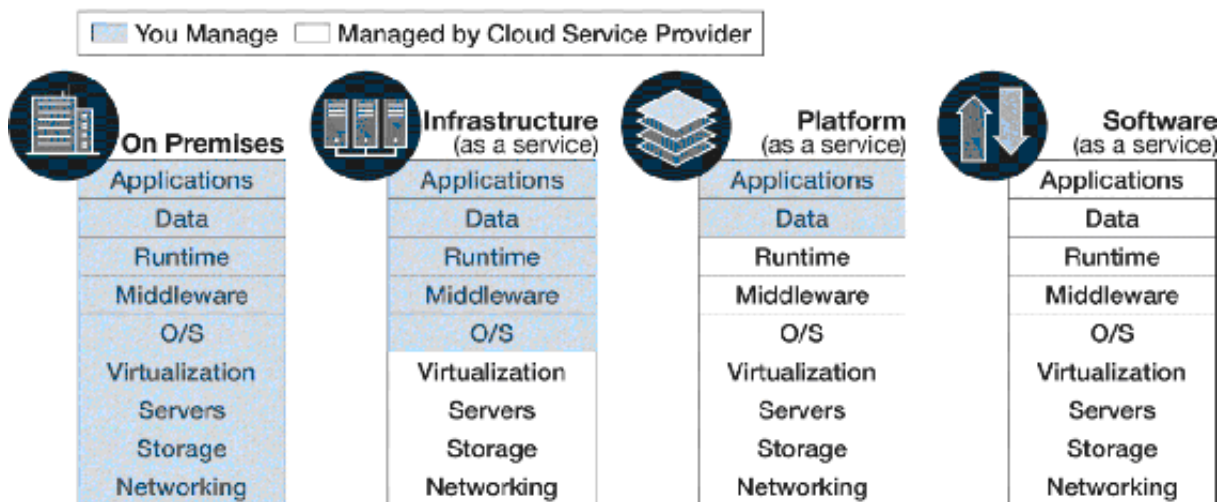 You Manage Managed by Cloud Service Provider
On Premises
Applications
Data
Runtime
Middleware
O/S
Virtualization
Servers
Storage
Networking
Infrastructure
(as a service)
Applications
Data
Runtime
Middleware
O/S
Virtualization
Servers
Storage
Networking
Platform
(as a service)
Applications
Data
Runtime
Middleware
O/S
Virtualization
Servers
Storage
Networking
Software
(as a service)
Applications
Data
Runtime
Middleware
O/S
Virtualization
Servers
Storage
Networking